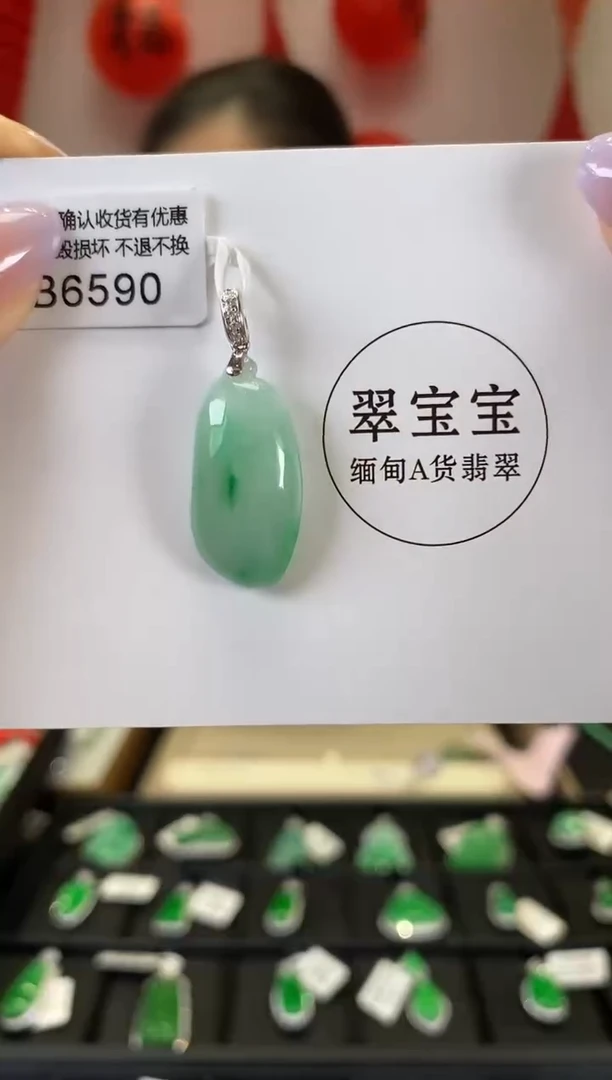 确认收货有优惠
毁损坏 不退不换
B6590
翠宝宝
缅甸A货翡翠